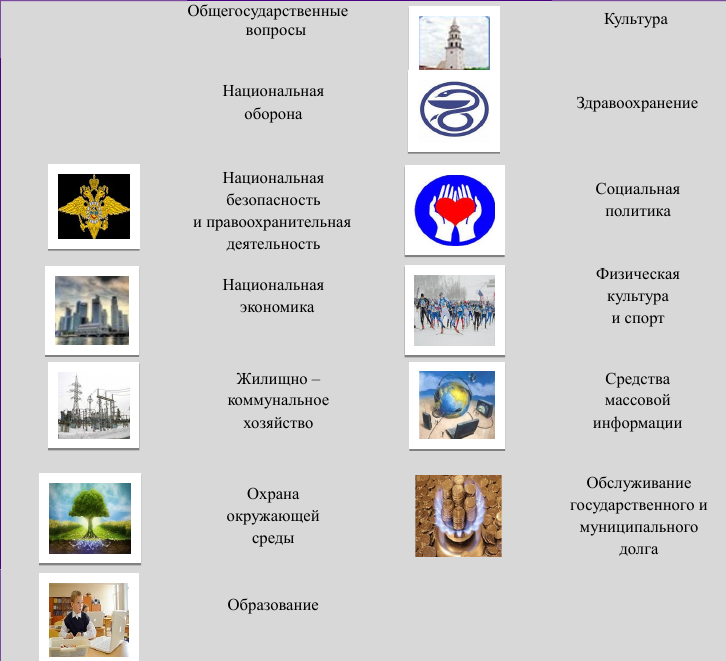 Общегосударственные
вопросы
Национальная
оборона
Национальная
безопасность
и правоохранительная
деятельность
Национальная
экономика
Жилищно –
коммунальное
хозяйство
Охрана
окружающей
среды
Образование
Культура
Здравоохранение
Социальная
политика
Физическая
культура
и спорт
Средства
массовой
информации
Обслуживание
государственного и
муниципального
долга